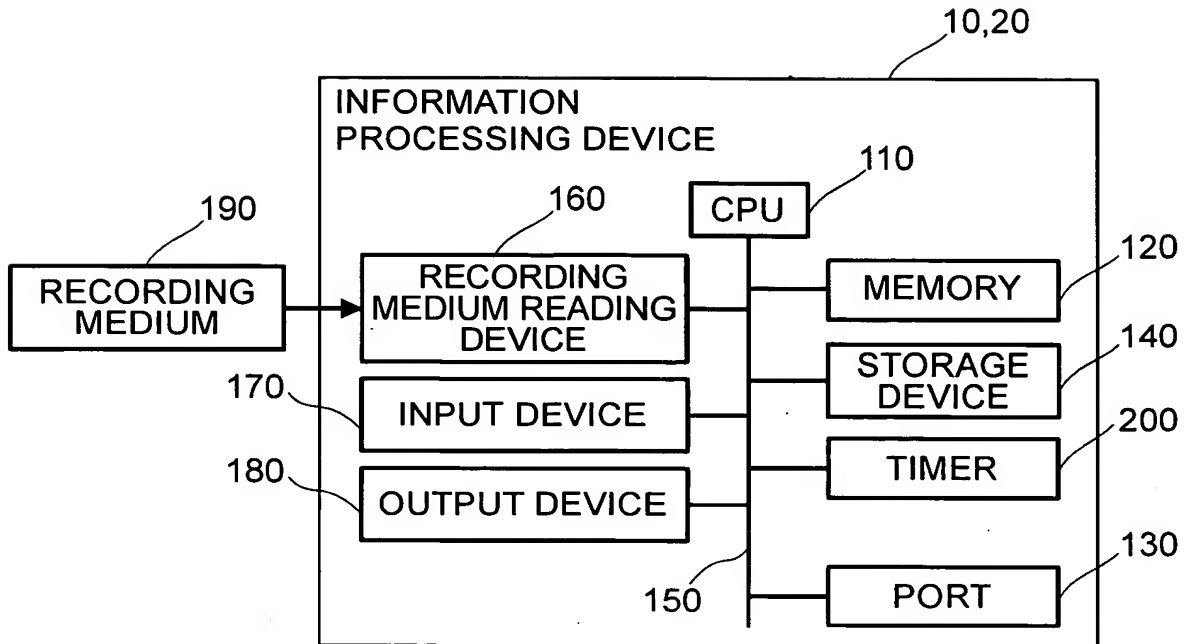 10,20
INFORMATION
PROCESSING DEVICE
110
CPU
190
160
120
RECORDING
MEDIUM
RECORDING
MEDIUM READING
DEVICE
MEMORY
140
STORAGE
DEVICE
170
INPUT DEVICE
200
TIMER
180
OUTPUT DEVICE
130
150
PORT